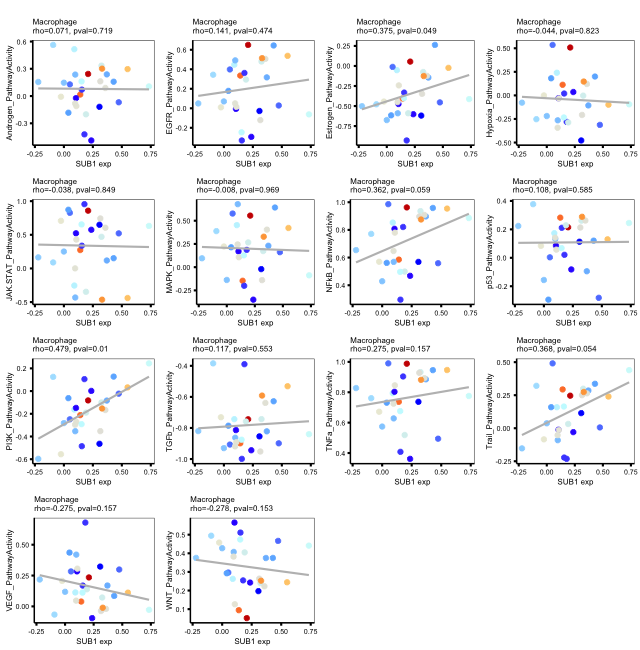 Macrophage
rho=0.071, pval=0.719
Androgen_PathwayActivity
0.6
0.3
0.0
-0.3
-0.25 0.00 0.25 0.50 0.75
SUB1 exp
Macrophage
rho=0.141, pval=0.474
EGFR_PathwayActivity
0.6
0.4
0.2
0.0
-0.2
-0.25 0.00 0.25 0.50 0.75
SUB1 exp
Macrophage
rho=0.375, pval=0.049
Estrogen_PathwayActivity
0.25
0.00
-0.25
-0.50
-0.75
-0.25 0.00 0.25 0.50 0.75
SUB1 exp
Macrophage
rho=-0.044, pval=0.823
Hypoxia_PathwayActivity
0.50
0.25
0.00
-0.25
-0.50
-0.25 0.00 0.25 0.50 0.75
SUB1 exp
Macrophage
rho=-0.038, pval=0.849
JAK.STAT_PathwayActivity
1.0
0.5
0.0
-0.5
-0.25 0.00 0.25 0.50 0.75
SUB1 exp
Macrophage
rho=-0.008, pval=0.969
MAPK_PathwayActivity
0.50
0.25
0.00
-0.25
-0.25 0.00 0.25 0.50 0.75
SUB1 exp
Macrophage
rho=0.362, pval=0.059
NFkB_PathwayActivity
1.0
0.8
0.6
0.4
-0.25 0.00 0.25 0.50 0.75
SUB1 exp
Macrophage
rho=0.108, pval=0.585
p53_PathwayActivity
0.4
0.2
0.0
-0.2
-0.25 0.00 0.25 0.50 0.75
SUB1 exp
Macrophage
rho=0.479, pval=0.01
PI3K_PathwayActivity
0.2
0.0
-0.2
-0.4
-0.6
-0.25 0.00 0.25 0.50 0.75
SUB1 exp
Macrophage
rho=0.117, pval=0.553
TGFb_PathwayActivity
-0.4
-0.6
-0.8
-1.0
-0.25 0.00 0.25 0.50 0.75
SUB1 exp
Macrophage
rho=0.275, pval=0.157
TNFa_PathwayActivity
1.0
0.8
0.6
0.4
-0.25 0.00 0.25 0.50 0.75
SUB1 exp
Macrophage
rho=0.368, pval=0.054
Trail_PathwayActivity
0.50
0.25
0.00
-0.25
-0.25 0.00 0.25 0.50 0.75
SUB1 exp
Macrophage
rho=-0.275, pval=0.157
VEGF_PathwayActivity
0.50
0.25
0.00
-0.25 0.00 0.25 0.50 0.75
SUB1 exp
Macrophage
rho=-0.278, pval=0.153
WNT_PathwayActivity
0.5
0.4
0.3
0.2
0.1
-0.25 0.00 0.25 0.50 0.75
SUB1 exp